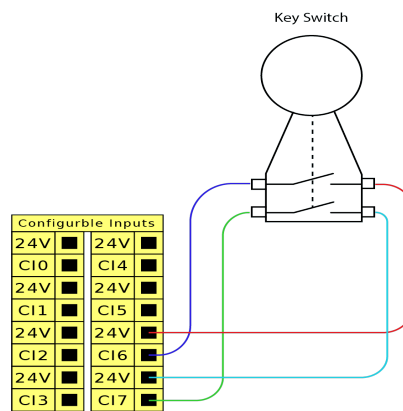 Key Switch
Configurble Inputs
24V 24V
CI0 CI4
24V 24V
CI1 CI5
24V 24V
CI2 CI6
24V 24V
CI3 CI7